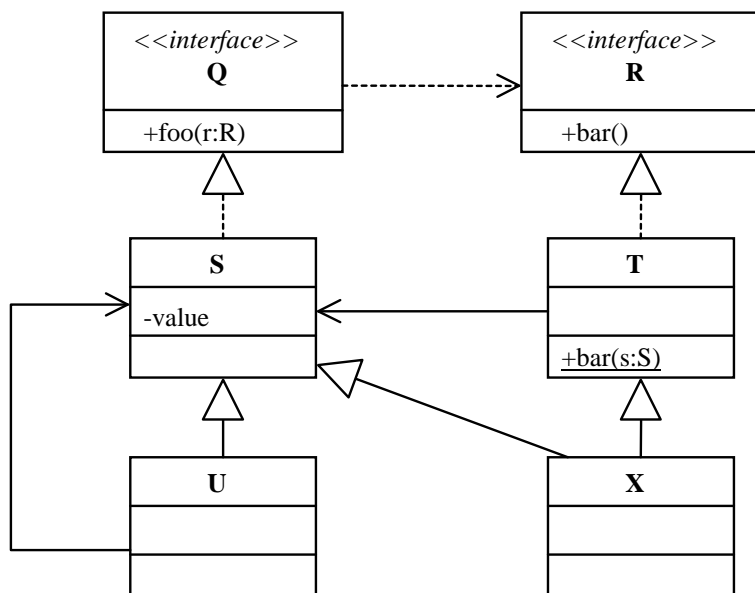 <<interface>>
Q
+foo(r:R)
<<interface>>
R
+bar()
S
-value
T
+bar(s:S)
U
X